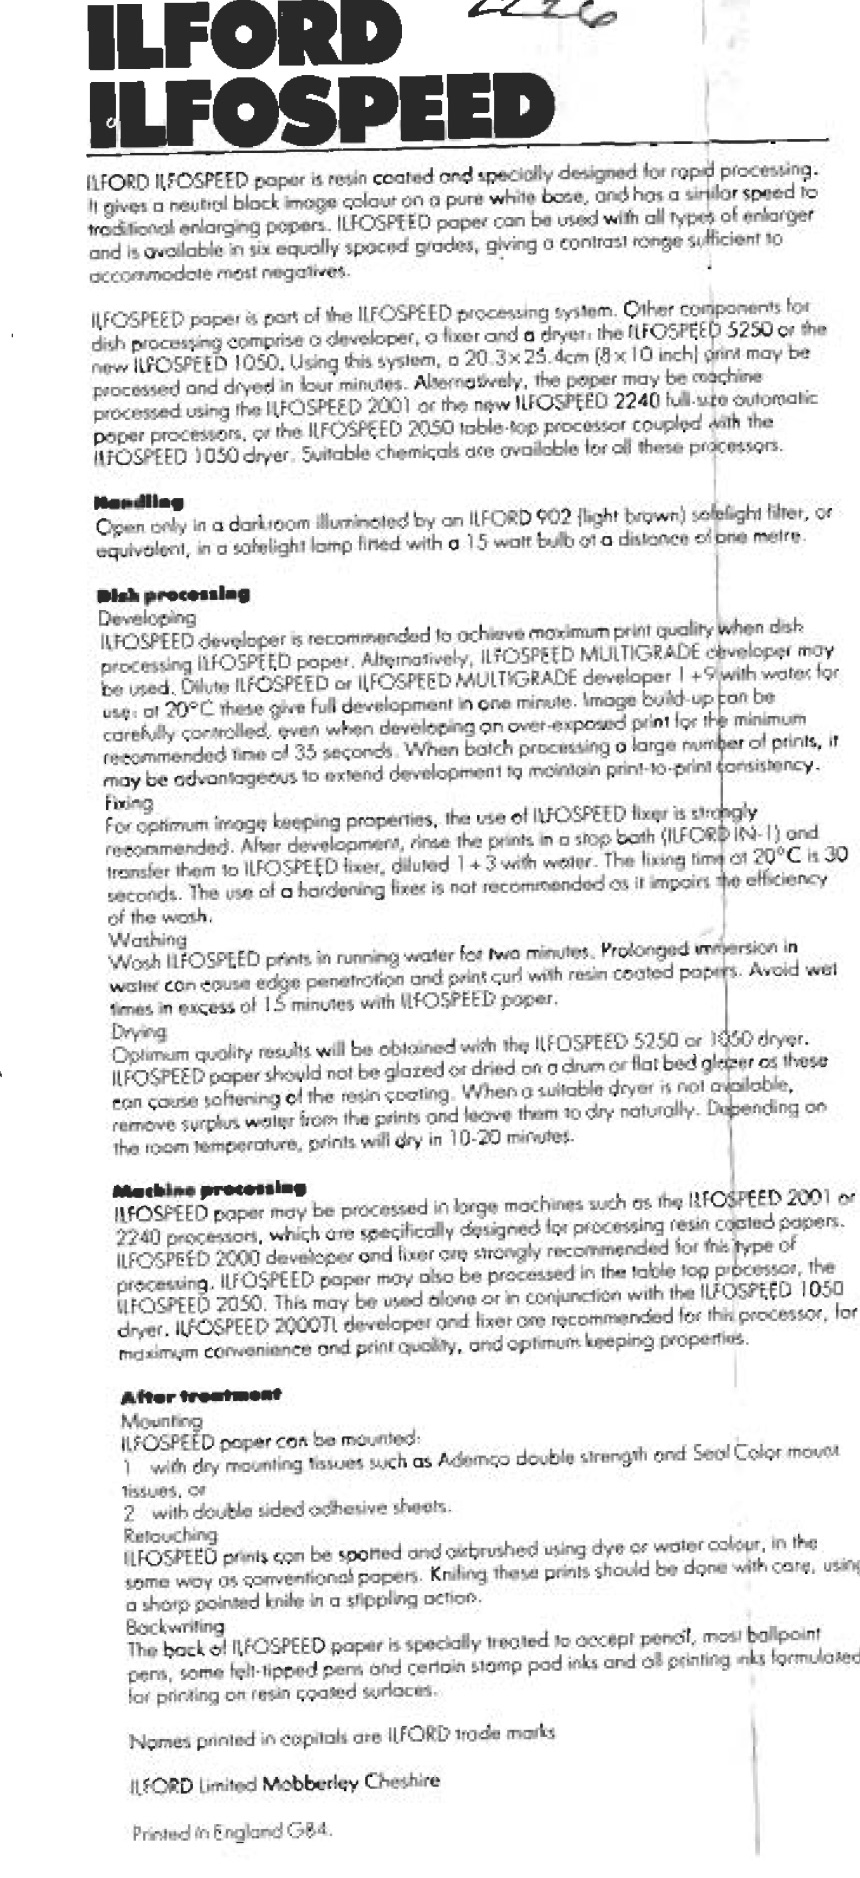 2226
ILFORD
ILFOSPEED
ILFORD ILFOSPEED paper is resin coated and specially designed for rapid processing.
It gives a neutral black image colour on a pure white base, and has a similar speed to
traditional enlarging papers. ILFOSPEED paper can be used with all types of enlarger
and is available in six equally spaced grades, giving a contrast range sufficient to
accommodate most negatives.
ILFOSPEED paper is part of the ILFOSPEED processing system. Other components for
dish processing comprise a developer, a fixer and a dryer: the ILFOSPEED 5250 or the
new ILFOSPEED 1050. Using this system, a 20.3×25.4cm (8×10 inch) print may be
processed and dryed in four minutes. Alternatively, the paper may be machine
processed using the ILFOSPEED 2001 or the new ILFOSPEED 2240 full-size automatic
paper processors, or the ILFOSPEED 2050 table-top processor coupled with the
ILFOSPEED 1050 dryer. Suitable chemicals are available for all these processors.
Handling
Open only in a darkroom illuminated by an ILFORD 902 (light brown) safelight filter, or
equivalent, in a safelight lamp fitted with a 15 watt bulb at a distance of one metre.
Dish processing
Developing
ILFOSPEED developer is recommended to achieve maximum print quality when dish
processing ILFOSPEED paper. Alternatively, ILFOSPEED MULTIGRADE developer may
be used. Dilute ILFOSPEED or ILFOSPEED MULTIGRADE developer 1+9 with water for
use: at 20°C these give full development in one minute. Image build-up can be
carefully controlled, even when developing an over-exposed print for the minimum
recommended time of 35 seconds. When batch processing a large number of prints, it
may be advantageous to extend development to maintain print-to-print consistency.
Fixing
For optimum image keeping properties, the use of ILFOSPEED fixer is strongly
recommended. After development, rinse the prints in a stop bath (ILFORD IN-1) and
transfer them to ILFOSPEED fixer, diluted 1+3 with water. The fixing time at 20°C is 30
seconds. The use of a hardening fixer is not recommended as it impairs the efficiency
of the wash.
Washing
Wash ILFOSPEED prints in running water for two minutes. Prolonged immersion in
water can cause edge penetration and print curl with resin coated papers. Avoid wet
times in excess of 15 minutes with ILFOSPEED paper.
Drying
Optimum quality results will be obtained with the ILFOSPEED 5250 or 1050 dryer.
ILFOSPEED paper should not be glazed or dried on a drum or flat bed glazer as these
can cause softening of the resin coating. When a suitable dryer is not available,
remove surplus water from the prints and leave them to dry naturally. Depending on
the room temperature, prints will dry in 10-20 minutes.
Machine processing
ILFOSPEED paper may be processed in large machines such as the ILFOSPEED 2001 or
2240 processors, which are specifically designed for processing resin coated papers.
ILFOSPEED 2000 developer and fixer are strongly recommended for this type of
processing. ILFOSPEED paper may also be processed in the table top processor, the
ILFOSPEED 2050. This may be used alone or in conjunction with the ILFOSPEED 1050
dryer. ILFOSPEED 2000TL developer and fixer are recommended for this processor, for
maximum convenience and print quality, and optimum keeping properties.
After treatment
Mounting
ILFOSPEED paper can be mounted:
1 with dry mounting tissues such as Ademco double strength and Seal Color mount
tissues, or
2 with double sided adhesive sheets.
Retouching
ILFOSPEED prints can be spotted and airbrushed using dye or water colour, in the
same way as conventional papers. Knifing these prints should be done with care, using
a sharp pointed knife in a stippling action.
Backwriting
The back of ILFOSPEED paper is specially treated to accept pencil, most ballpoint
pens, some felt-tipped pens and certain stamp pad inks and all printing inks formulated
for printing on resin coated surfaces.
Names printed in capitals are ILFORD trade marks
ILFORD Limited Mobberley Cheshire
Printed in England G84.